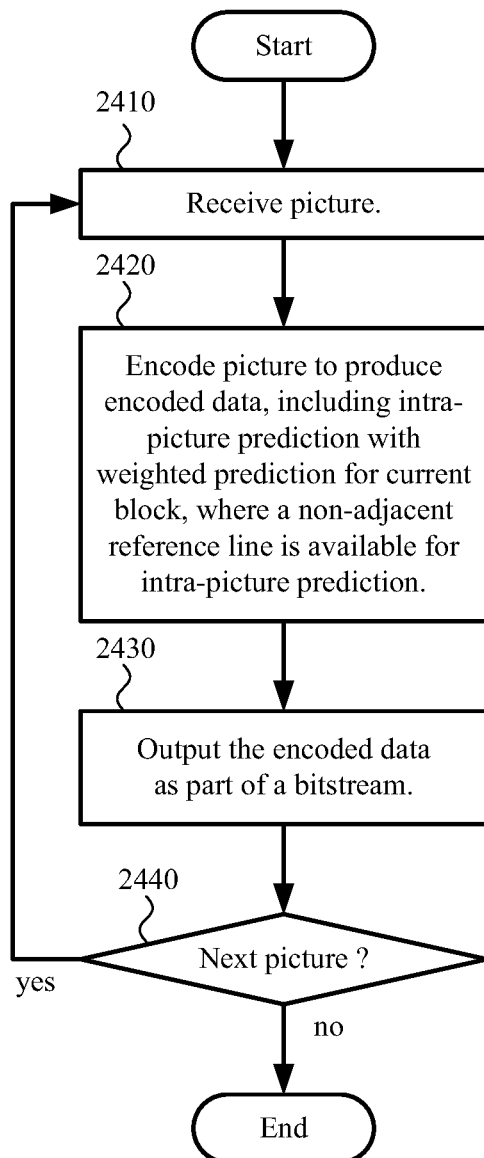 Start
2410
Receive picture.
2420
Encode picture to produce
encoded data, including intra-
picture prediction with
weighted prediction for current
block, where a non-adjacent
reference line is available for
intra-picture prediction.
2430
Output the encoded data
as part of a bitstream.
2440
Next picture ?
yes
no
End